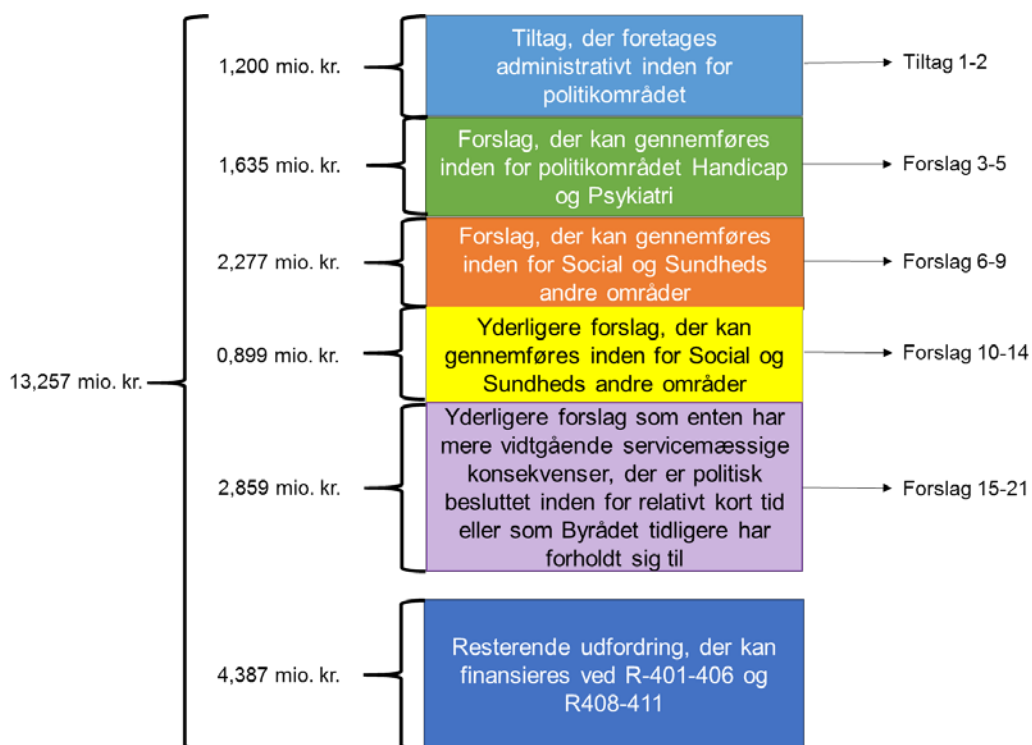 1,200 mio. kr.
Tiltag, der foretages
administrativt inden for
politikområdet
Tiltag 1-2
1,635 mio. kr.
Forslag, der kan gennemføres
inden for politikområdet Handicap
og Psykiatri
Forslag 3-5
2,277 mio. kr.
Forslag, der kan gennemføres
inden for Social og Sundheds
andre områder
Forslag 6-9
0,899 mio. kr.
Yderligere forslag, der kan
gennemføres inden for Social og
Sundheds andre områder
Forslag 10-14
13,257 mio. kr.
2,859 mio. kr.
Yderligere forslag som enten har
mere vidtgående servicemæssige
konsekvenser, der er politisk
besluttet inden for relativt kort tid
eller som Byrådet tidligere har
forholdt sig til
Forslag 15-21
4,387 mio. kr.
Resterende udfordring, der kan
finansieres ved R-401-406 og
R408-411